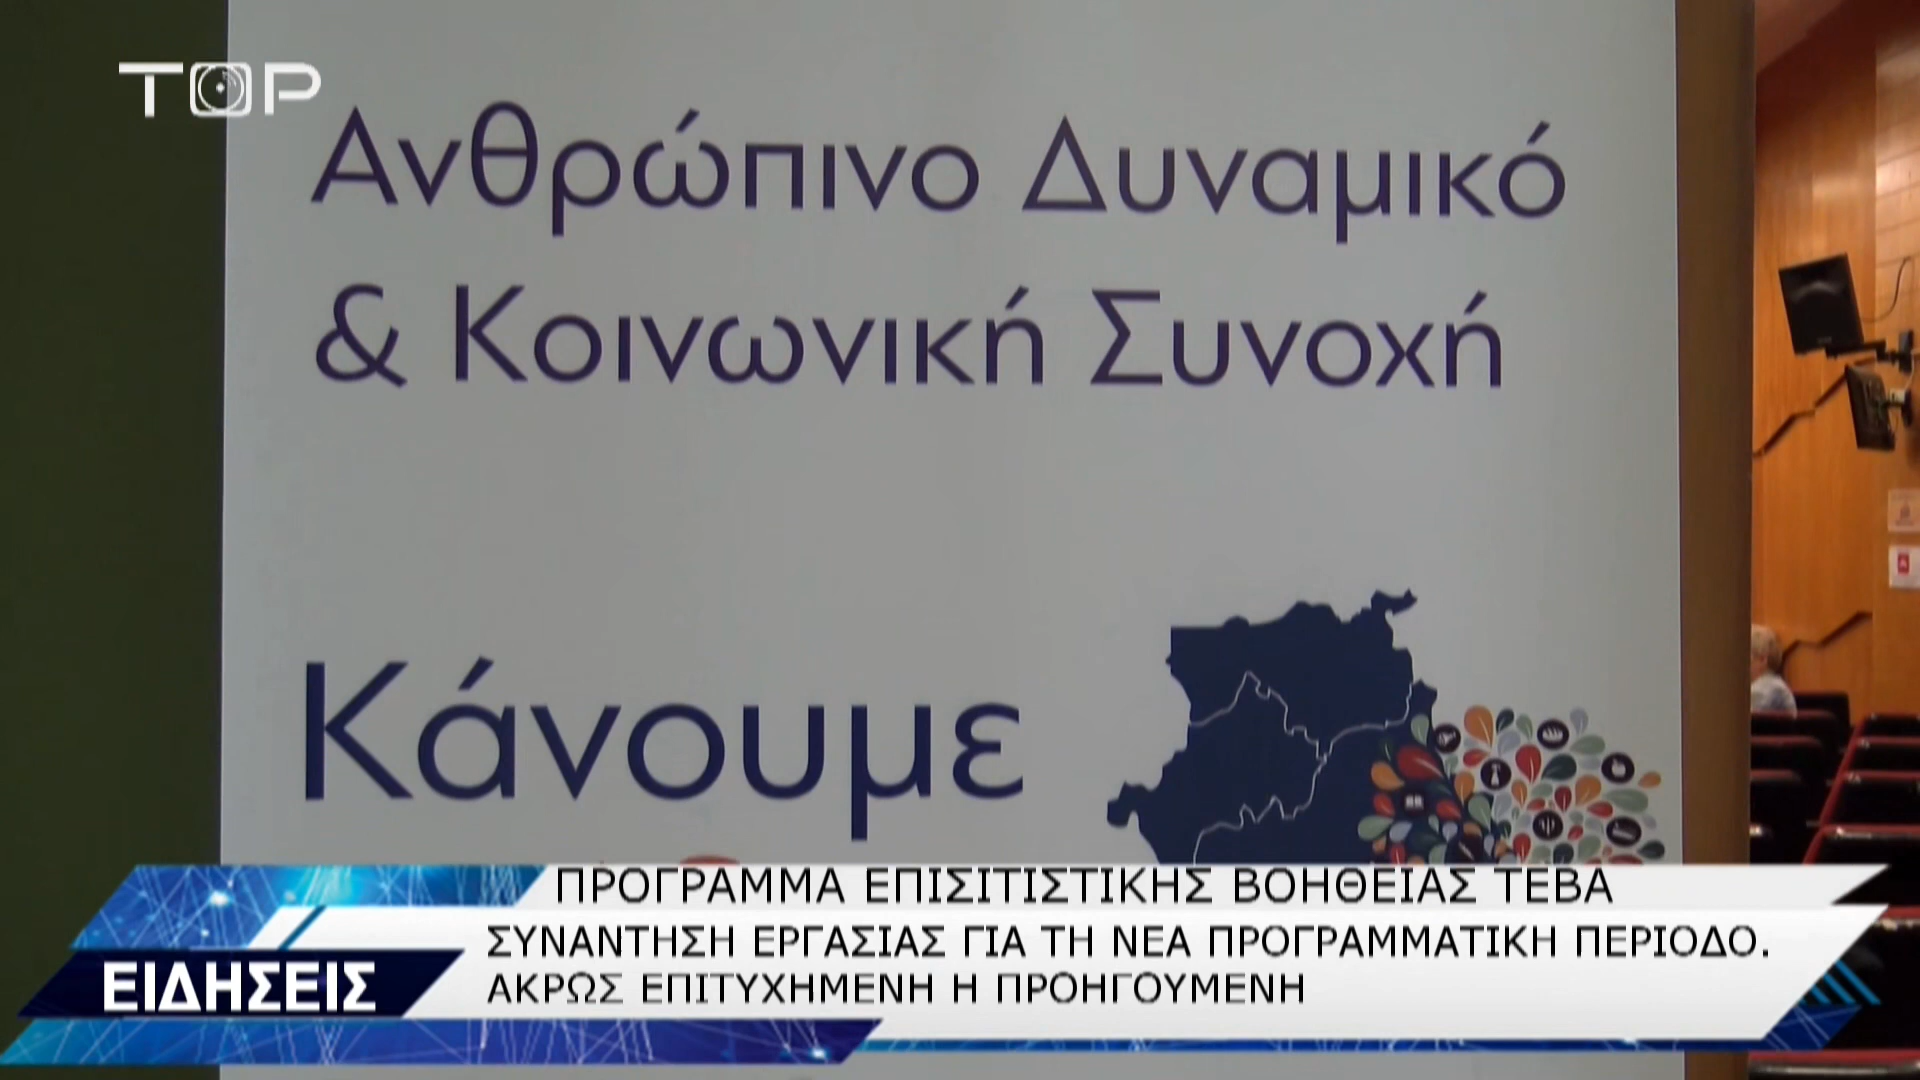 TOP
Ανθρώπινο Δυναμικό
& Κοινωνική Συνοχή
Κάνουμε
ΠΡΟΓΡΑΜΜΑ ΕΠΙΣΙΤΙΣΤΙΚΗΣ ΒΟΗΘΕΙΑΣ ΤΕΒΑ
ΣΥΝΑΝΤΗΣΗ ΕΡΓΑΣΙΑΣ ΓΙΑ ΤΗ ΝΕΑ ΠΡΟΓΡΑΜΜΑΤΙΚΗ ΠΕΡΙΟΔΟ.
ΑΚΡΩΣ ΕΠΙΤΥΧΗΜΕΝΗ Η ΠΡΟΗΓΟΥΜΕΝΗ
ΕΙΔΗΣΕΙΣ